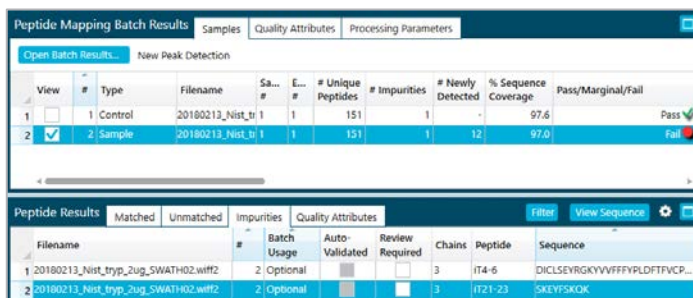 Peptide Mapping Batch Results Samples Quality Attributes Processing Parameters
Open Batch Results... New Peak Detection
View # Type Filename Sa... # E... # # Unique Peptides # Impurities # Newly Detected % Sequence Coverage Pass/Marginal/Fail
1 1 Control 20180213_Nist_tr 1 1 151 1 - 97.6 Pass
2 2 Sample 20180213_Nist_tr 1 1 151 1 12 97.0 Fail
Peptide Results Matched Unmatched Impurities Quality Attributes Filter View Sequence
Filename # Batch Usage Auto-Validated Review Required Chains Peptide Sequence
1 20180213_Nist_tryp_2ug_SWATH02.wiff2 2 Optional 3 iT4-6 DICLSEYRGKYVVFFFYPLDFTFVCP...
2 20180213_Nist_tryp_2ug_SWATH02.wiff2 2 Optional 3 iT21-23 SKEYFSKQK